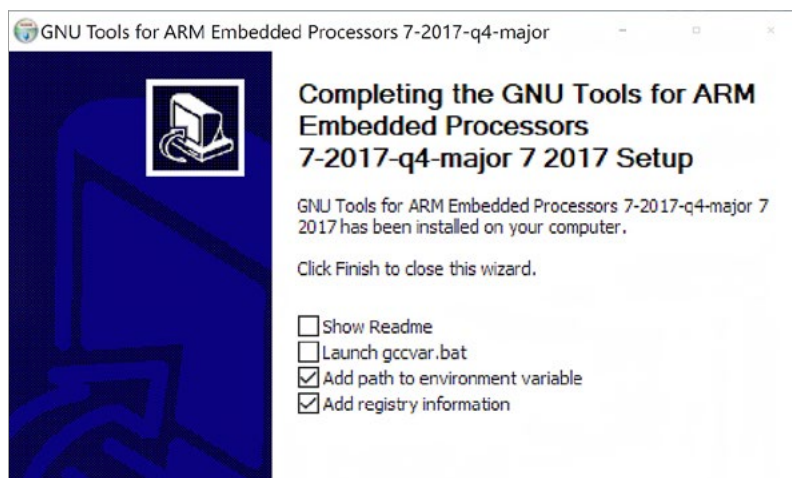 GNU Tools for ARM Embedded Processors 7-2017-q4-major
Completing the GNU Tools for ARM
Embedded Processors
7-2017-q4-major 7 2017 Setup
GNU Tools for ARM Embedded Processors 7-2017-q4-major 7
2017 has been installed on your computer.
Click Finish to close this wizard.
Show Readme
Launch gccvar.bat
Add path to environment variable
Add registry information